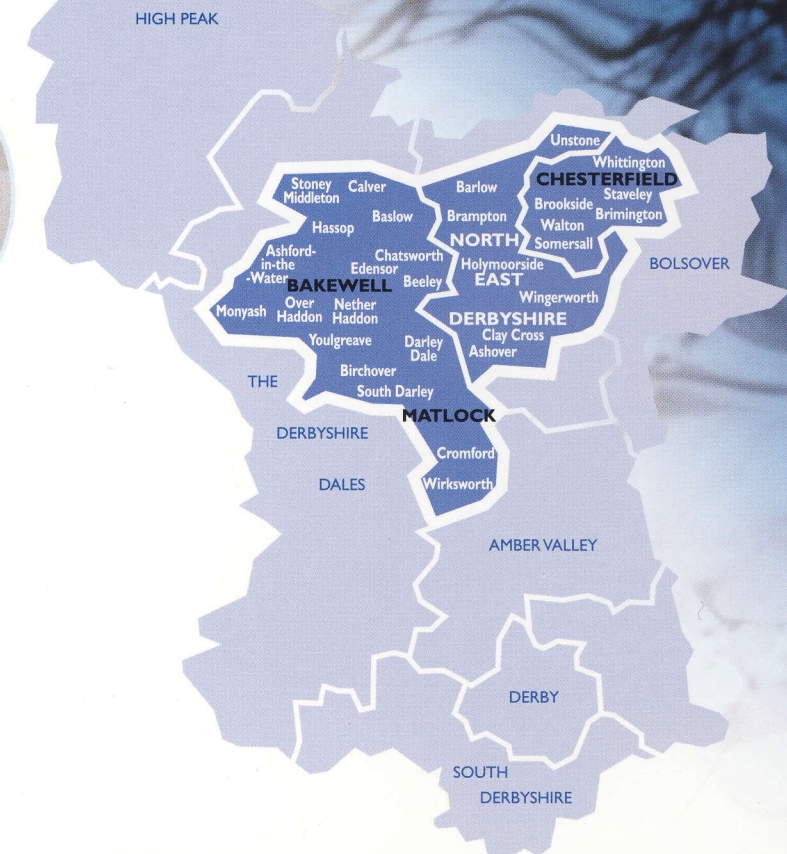 HIGH PEAK
Unstone
Whittington
CHESTERFIELD
Staveley
Brookside
Brimington
Walton
Somersall
Stoney
Middleton
Calver
Barlow
Baslow
Brampton
Hassop
NORTH
Ashford-
in-the
-Water
Chatsworth
Edensor
Holymoorside
EAST
BOLSOVER
BAKEWELL
Beeley
Wingerworth
Monyash
Over
Haddon
Nether
Haddon
DERBYSHIRE
Youlgreave
Darley
Dale
Clay Cross
Ashover
Birchover
THE
South Darley
MATLOCK
DERBYSHIRE
Cromford
DALES
Wirksworth
AMBER VALLEY
DERBY
SOUTH
DERBYSHIRE